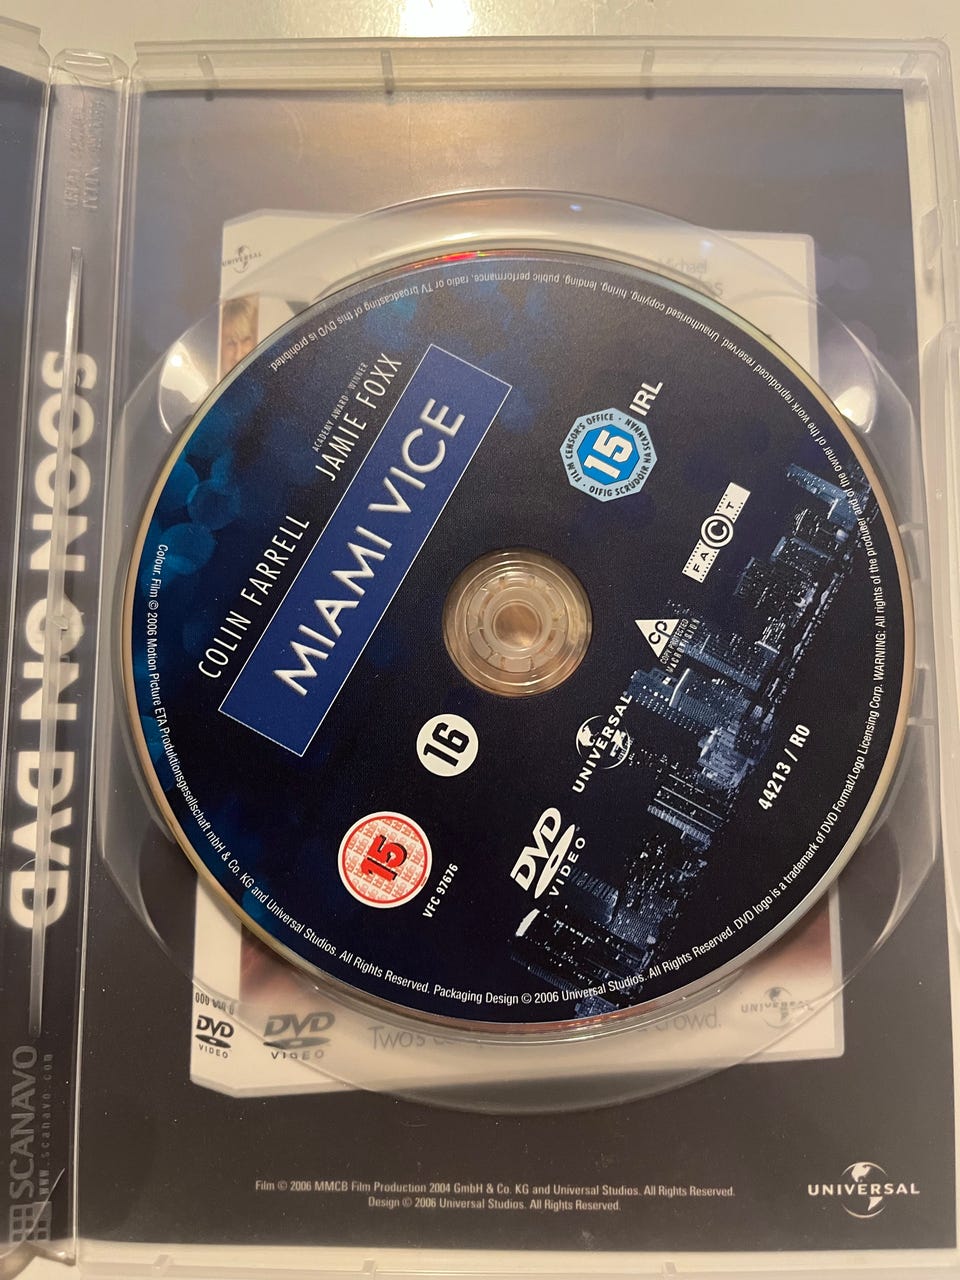 SOON ON DVD
SCANAVO
www.scanavo.com
UNIVERSAL
Michael
COLIN FARRELL
ACADEMY AWARD® WINNER
JAMIE FOXX
MIAMI VICE
IRL
FILM CENSOR'S OFFICE · OIFIG SCRÚDÓIR NA SCANNÁN
15
FACT
CP
COPY PROTECTED
MACROVISION
16
UNIVERSAL
44213 / R0
15
VFC 97676
DVD
VIDEO
Colour. Film © 2006 Motion Picture ETA Produktionsgesellschaft mbH & Co. KG and Universal Studios. All Rights Reserved. Packaging Design © 2006 Universal Studios. All Rights Reserved. DVD logo is a trademark of DVD Format/Logo Licensing Corp. WARNING: All rights of the producer and of the owner of the work reproduced reserved. Unauthorised copying, hiring, lending, public performance, radio or TV broadcasting of this DVD is prohibited
DVD
VIDEO
DVD
VIDEO
Two's crowd.
UNIVERSAL
Film © 2006 MMCB Film Production 2004 GmbH & Co. KG and Universal Studios. All Rights Reserved.
Design © 2006 Universal Studios. All Rights Reserved.
UNIVERSAL